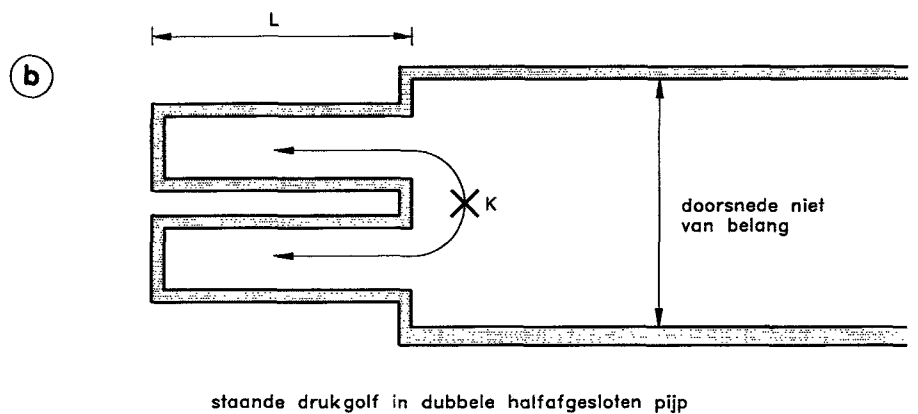 L
b
K
doorsnede niet
van belang
staande drukgolf in dubbele halfafgesloten pijp